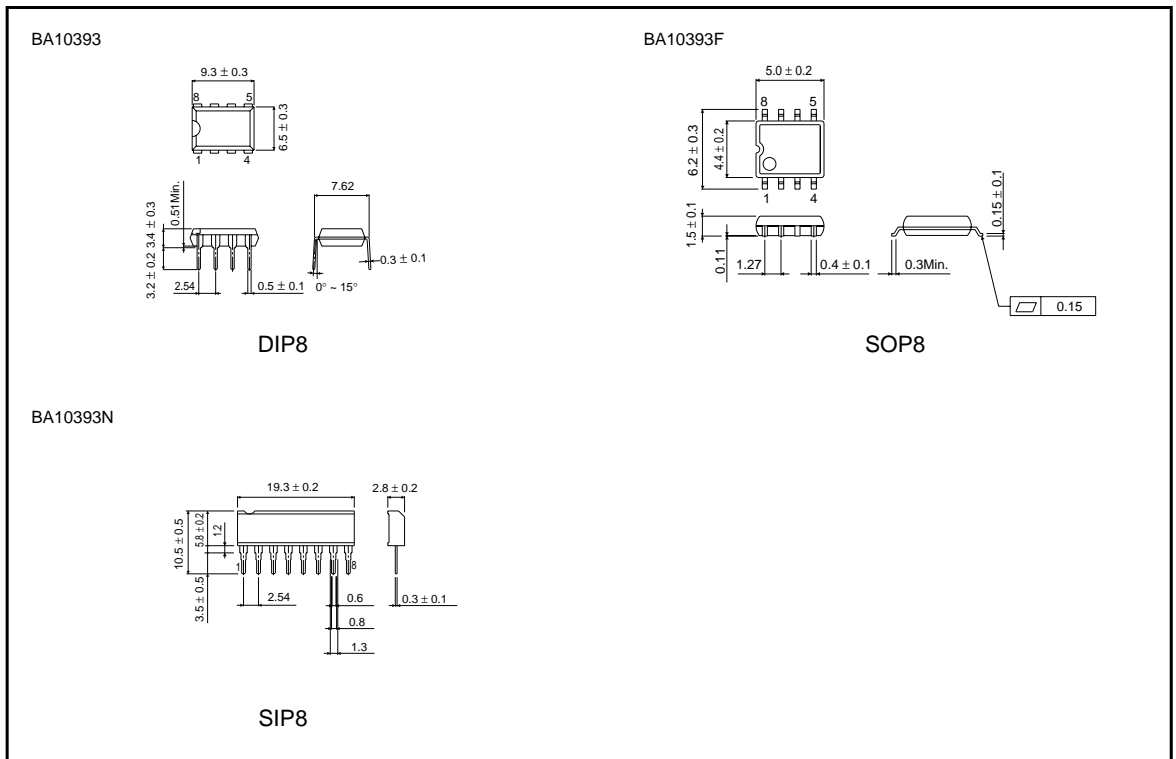 BA10393
9.3 ± 0.3
8 5
6.5 ± 0.3
1 4
0.51Min.
3.2 ± 0.2 3.4 ± 0.3
7.62
2.54
0.5 ± 0.1
0° ~ 15°
0.3 ± 0.1
DIP8
BA10393F
5.0 ± 0.2
8 5
6.2 ± 0.3
4.4 ± 0.2
1 4
1.5 ± 0.1
0.11
1.27
0.4 ± 0.1
0.3Min.
0.15 ± 0.1
0.15
SOP8
BA10393N
19.3 ± 0.2
2.8 ± 0.2
10.5 ± 0.5
5.8 ± 0.2
1.2
1 8
3.5 ± 0.5
2.54
0.6
0.3 ± 0.1
0.8
1.3
SIP8